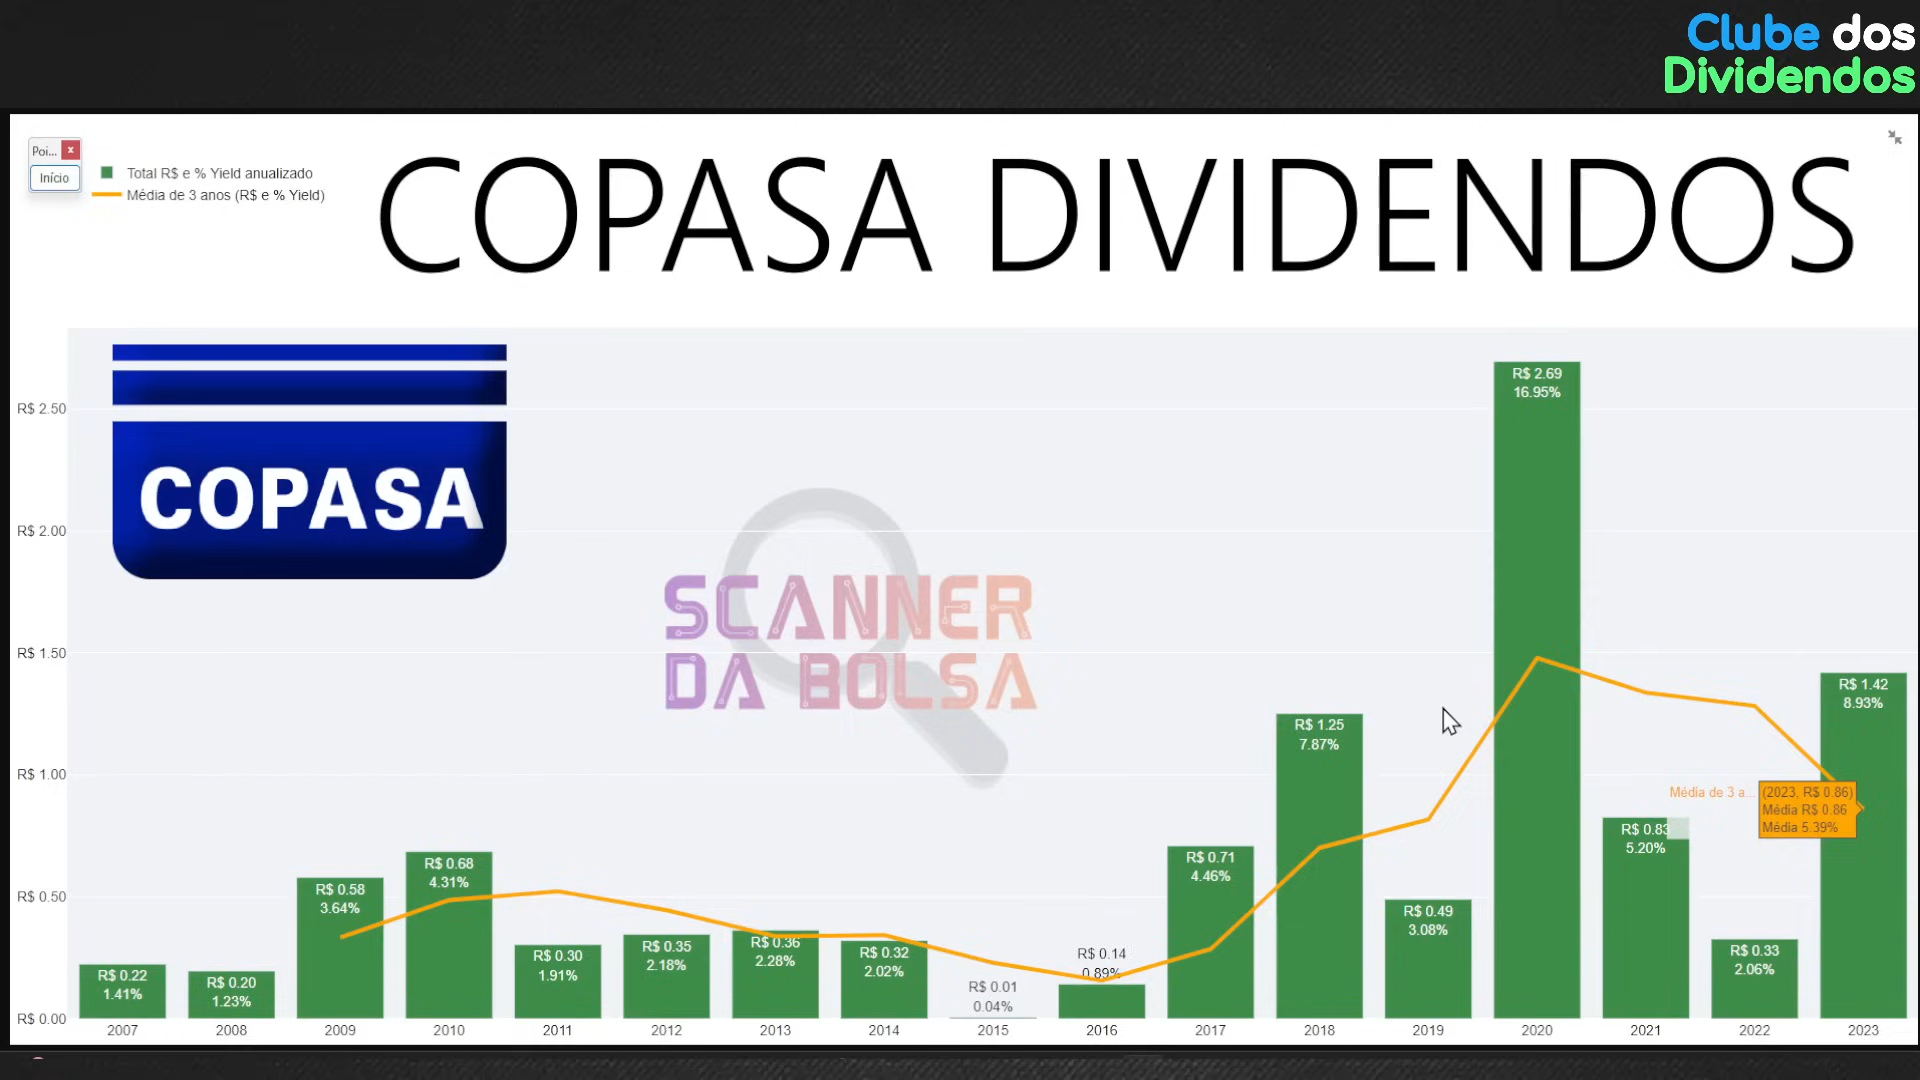 Clube dos
Dividendos
Poi...
x
Início
Total R$ e % Yield anualizado
Média de 3 anos (R$ e % Yield)
COPASA DIVIDENDOS
COPASA
SCANNER
DA BOLSA
R$ 2.50
R$ 2.00
R$ 1.50
R$ 1.00
R$ 0.50
R$ 0.00
R$ 0.22
1.41%
R$ 0.20
1.23%
R$ 0.58
3.64%
R$ 0.68
4.31%
R$ 0.30
1.91%
R$ 0.35
2.18%
R$ 0.36
2.28%
R$ 0.32
2.02%
R$ 0.01
0.04%
R$ 0.14
0.89%
R$ 0.71
4.46%
R$ 1.25
7.87%
R$ 0.49
3.08%
R$ 2.69
16.95%
R$ 0.83
5.20%
R$ 0.33
2.06%
R$ 1.42
8.93%
Média de 3 a...
(2023, R$ 0.86)
Média R$ 0.86
Média 5.39%
2007
2008
2009
2010
2011
2012
2013
2014
2015
2016
2017
2018
2019
2020
2021
2022
2023